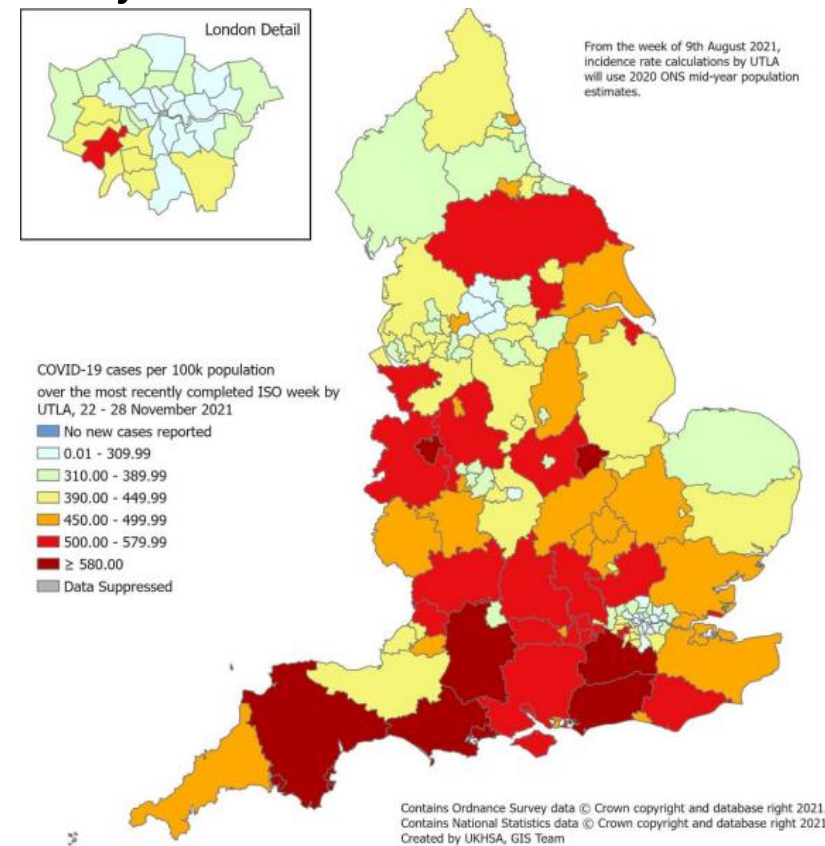 London Detail
From the week of 9th August 2021,
incidence rate calculations by UTLA
will use 2020 ONS mid-year population
estimates.
COVID-19 cases per 100k population
over the most recently completed ISO week by
UTLA, 22 - 28 November 2021
No new cases reported
0.01 - 309.99
310.00 - 389.99
390.00 - 449.99
450.00 - 499.99
500.00 - 579.99
≥ 580.00
Data Suppressed
Contains Ordnance Survey data © Crown copyright and database right 2021
Contains National Statistics data © Crown copyright and database right 2021
Created by UKHSA, GIS Team